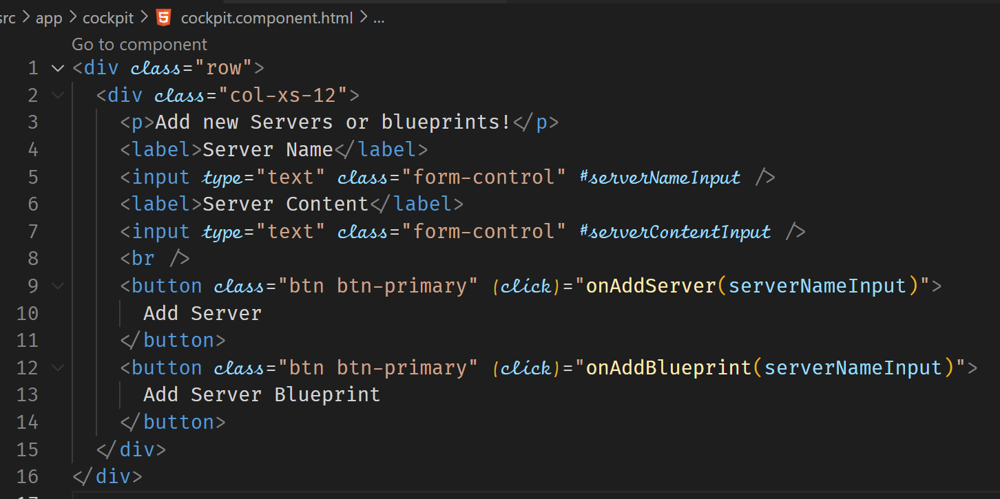 src > app > cockpit > cockpit.component.html > ...
Go to component
1 <div class="row">
2 <div class="col-xs-12">
3 <p>Add new Servers or blueprints!</p>
4 <label>Server Name</label>
5 <input type="text" class="form-control" #serverNameInput />
6 <label>Server Content</label>
7 <input type="text" class="form-control" #serverContentInput />
8 <br />
9 <button class="btn btn-primary" (click)="onAddServer(serverNameInput)">
10 Add Server
11 </button>
12 <button class="btn btn-primary" (click)="onAddBlueprint(serverNameInput)">
13 Add Server Blueprint
14 </button>
15 </div>
16 </div>
17